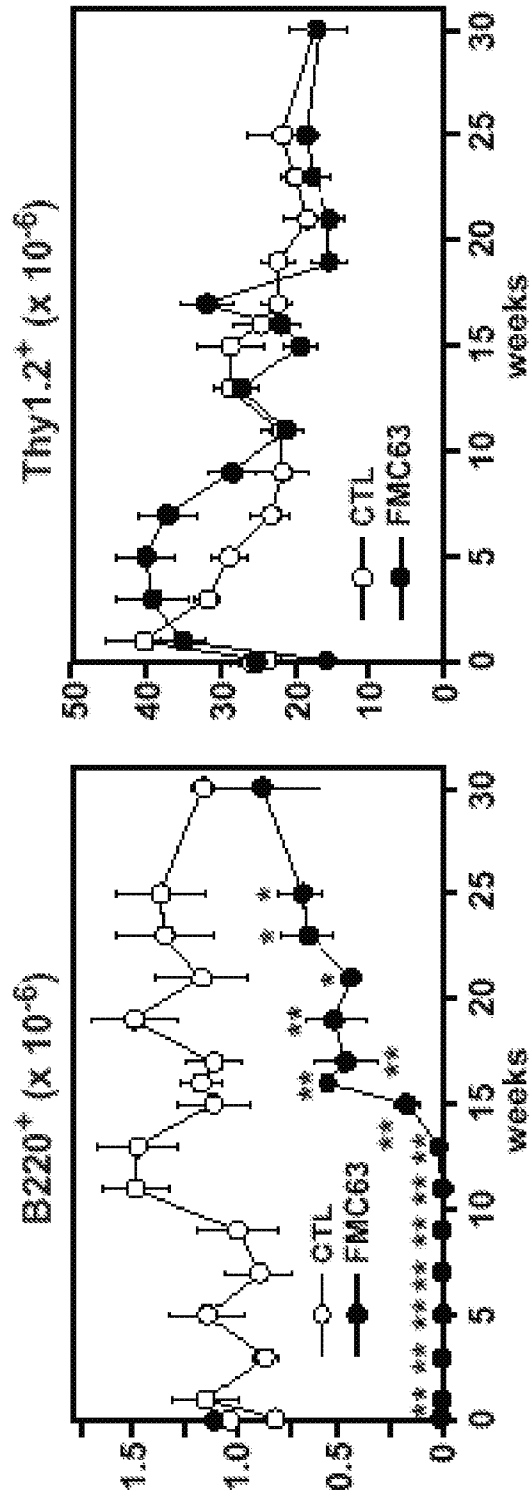 B220⁺ (x 10⁻⁶)
1.5
1.0
0.5
0
CTL
FMC63
** ** ** ** ** ** ** ** ** ** ** * * *
0 5 10 15 20 25 30
weeks
Thy1.2⁺ (x 10⁻⁶)
50
40
30
20
10
0
CTL
FMC63
0 5 10 15 20 25 30
weeks